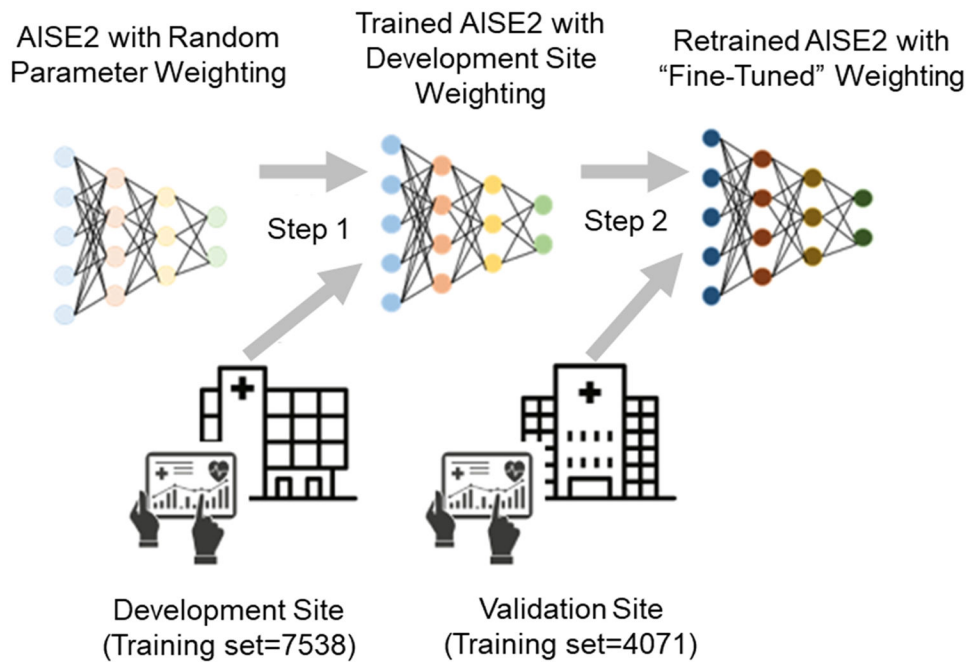 AISE2 with Random
Parameter Weighting
Trained AISE2 with
Development Site
Weighting
Retrained AISE2 with
“Fine-Tuned” Weighting
Step 1
Step 2
Development Site
(Training set=7538)
Validation Site
(Training set=4071)